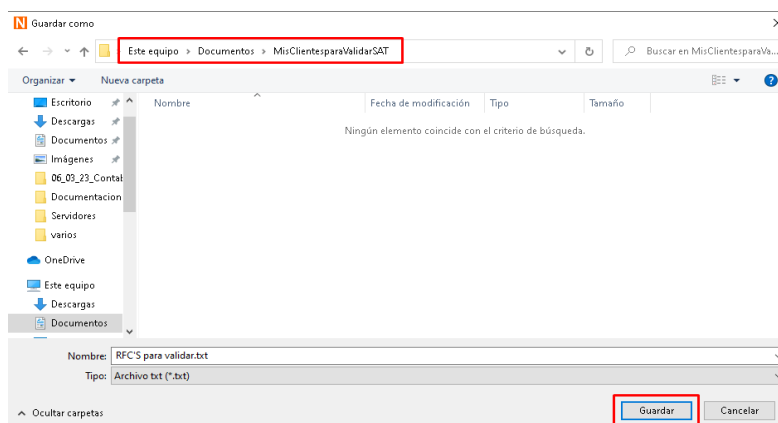 N Guardar como
Este equipo > Documentos > MisClientesparaValidarSAT
Buscar en MisClientesparaVa...
Organizar Nueva carpeta ?
Escritorio Nombre Fecha de modificación Tipo Tamaño
Descargas
Ningún elemento coincide con el criterio de búsqueda.
Documentos
Imágenes
06_03_23_Contab
Documentacion
Servidores
varios
OneDrive
Este equipo
Descargas
Documentos
Nombre: RFC'S para validar.txt
Tipo: Archivo txt (*.txt)
Ocultar carpetas Guardar Cancelar